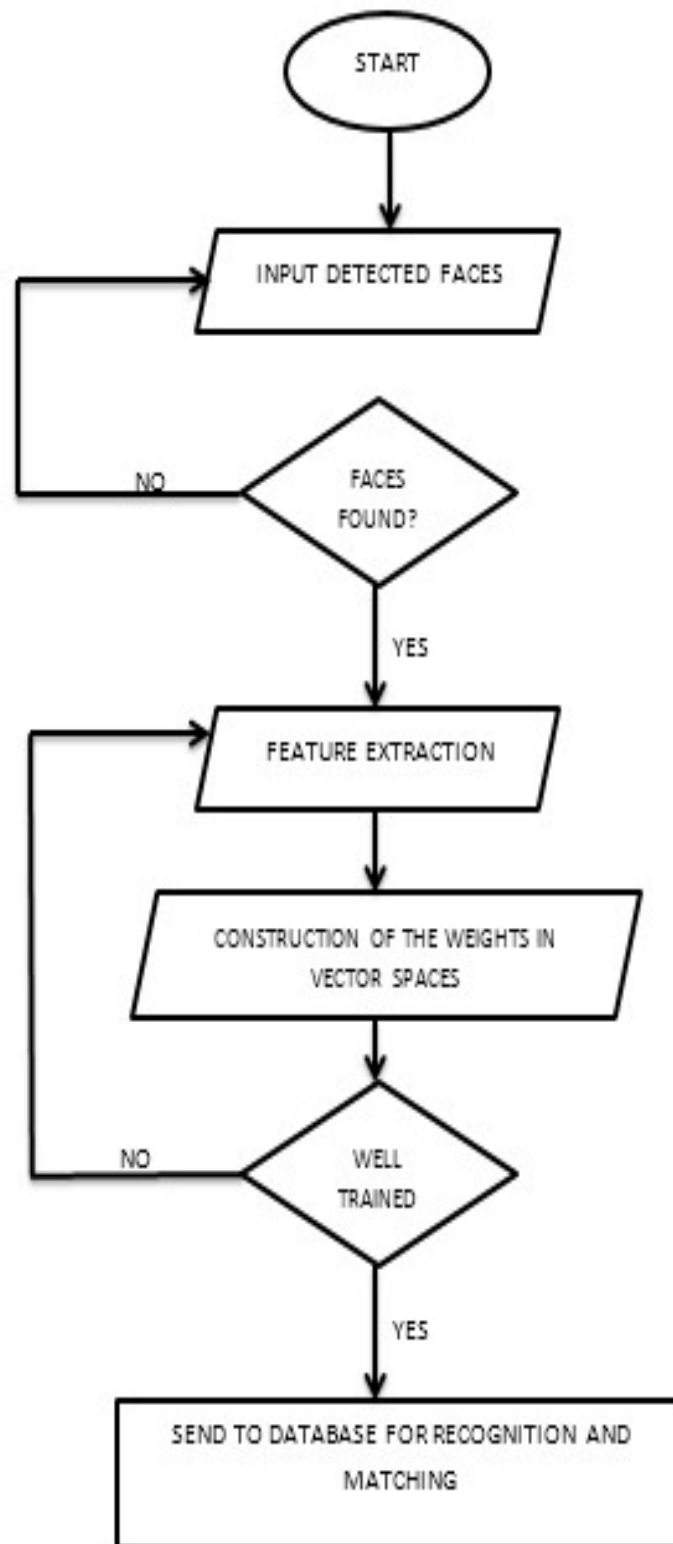 START
INPUT DETECTED FACES
NO
FACES
FOUND?
YES
FEATURE EXTRACTION
CONSTRUCTION OF THE WEIGHTS IN
VECTOR SPACES
NO
WELL
TRAINED
YES
SEND TO DATABASE FOR RECOGNITION AND
MATCHING